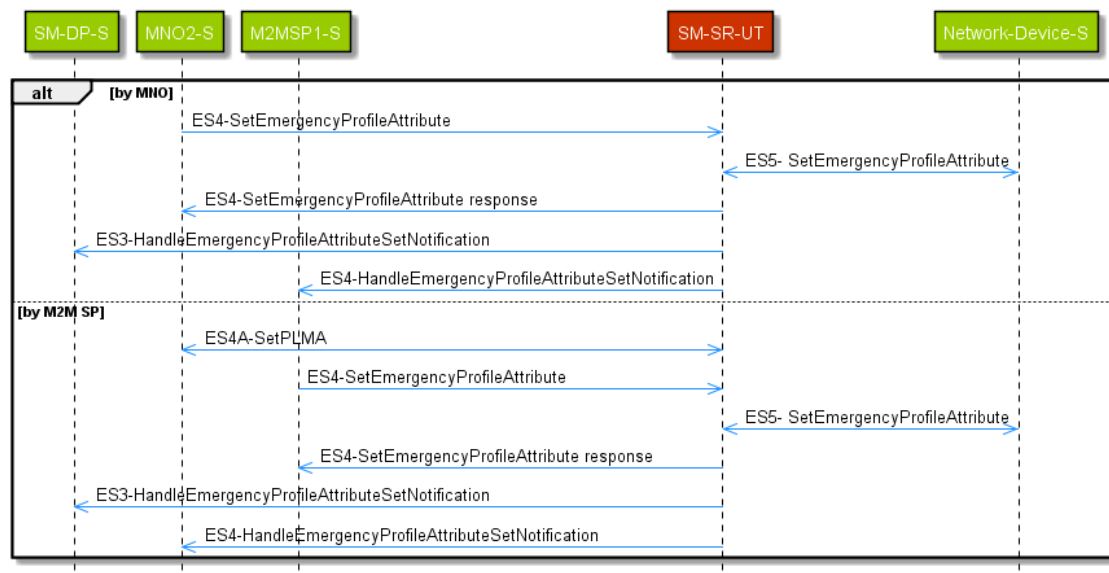 SM-DP-S MNO2-S M2MSP1-S SM-SR-UT Network-Device-S
alt [by MNO]
ES4-SetEmergencyProfileAttribute
ES5- SetEmergencyProfileAttribute
ES4-SetEmergencyProfileAttribute response
ES3-HandleEmergencyProfileAttributeSetNotification
ES4-HandleEmergencyProfileAttributeSetNotification
[by M2M SP]
ES4A-SetPLMA
ES4-SetEmergencyProfileAttribute
ES5- SetEmergencyProfileAttribute
ES4-SetEmergencyProfileAttribute response
ES3-HandleEmergencyProfileAttributeSetNotification
ES4-HandleEmergencyProfileAttributeSetNotification